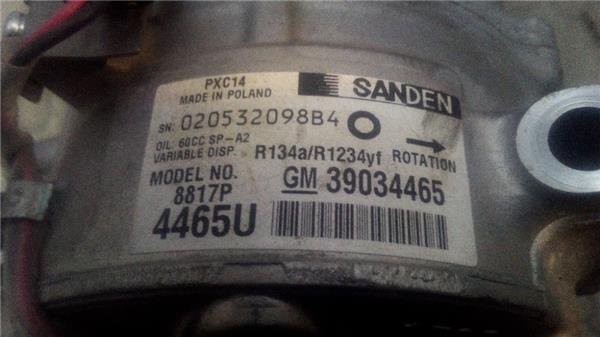 PXC14
MADE IN POLAND
SANDEN
SN: 020532098B4
OIL: 60CC SP-A2
VARIABLE DISP. R134a/R1234yf ROTATION
MODEL NO.
8817P
GM 39034465
4465U